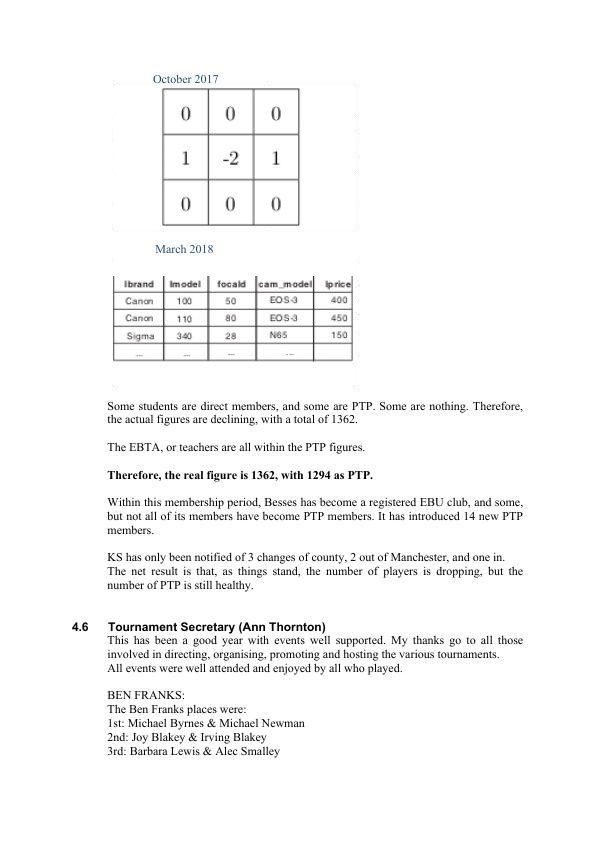 October 2017
0 0 0
1 -2 1
0 0 0
March 2018
lbrand lmodel focald cam_model lprice
Canon 100 50 EOS-3 400
Canon 110 80 EOS-3 450
Sigma 340 28 N65 150
... ... ... ...
Some students are direct members, and some are PTP. Some are nothing. Therefore,
the actual figures are declining, with a total of 1362.
The EBTA, or teachers are all within the PTP figures.
Therefore, the real figure is 1362, with 1294 as PTP.
Within this membership period, Besses has become a registered EBU club, and some,
but not all of its members have become PTP members. It has introduced 14 new PTP
members.
KS has only been notified of 3 changes of county, 2 out of Manchester, and one in.
The net result is that, as things stand, the number of players is dropping, but the
number of PTP is still healthy.
4.6 Tournament Secretary (Ann Thornton)
This has been a good year with events well supported. My thanks go to all those
involved in directing, organising, promoting and hosting the various tournaments.
All events were well attended and enjoyed by all who played.
BEN FRANKS:
The Ben Franks places were:
1st: Michael Byrnes & Michael Newman
2nd: Joy Blakey & Irving Blakey
3rd: Barbara Lewis & Alec Smalley